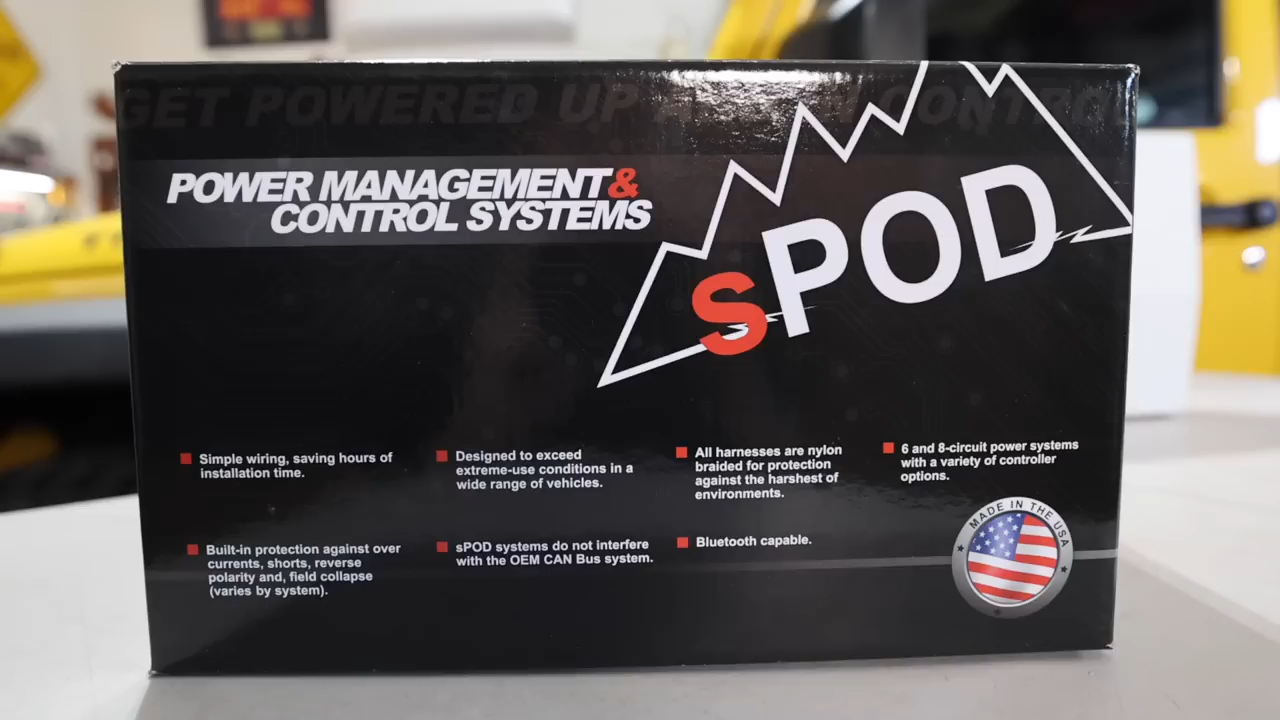 GET POWERED UP CONTROL
POWER MANAGEMENT&
CONTROL SYSTEMS
sPOD
Simple wiring, saving hours of
installation time.
Designed to exceed
extreme-use conditions in a
wide range of vehicles.
All harnesses are nylon
braided for protection
against the harshest of
environments.
6 and 8-circuit power systems
with a variety of controller
options.
Built-in protection against over
currents, shorts, reverse
polarity and, field collapse
(varies by system).
sPOD systems do not interfere
with the OEM CAN Bus system.
Bluetooth capable.
MADE IN THE USA